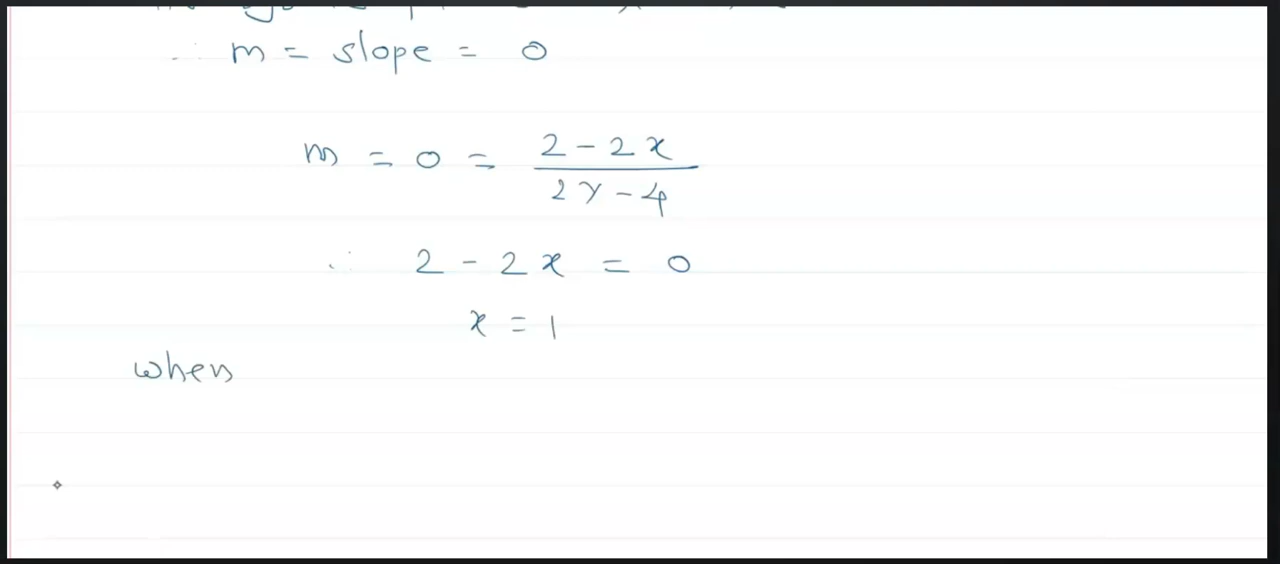 ∴ m = slope = 0
m = 0 = (2 - 2x)/(2y - 4)
∴ 2 - 2x = 0
x = 1
when